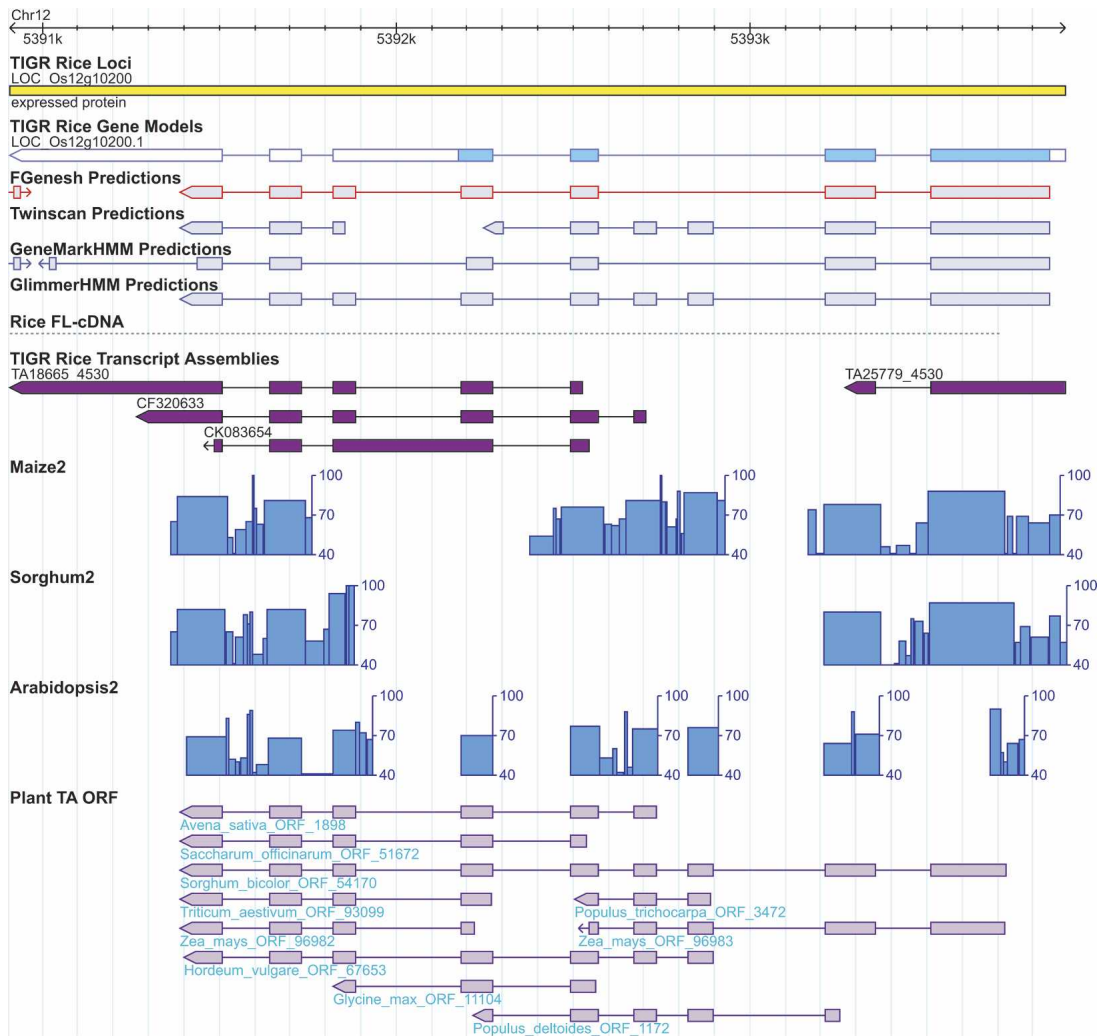 Chr12
5391k 5392k 5393k
TIGR Rice Loci
LOC_Os12g10200
expressed protein
TIGR Rice Gene Models
LOC_Os12g10200.1
FGenesh Predictions
Twinscan Predictions
GeneMarkHMM Predictions
GlimmerHMM Predictions
Rice FL-cDNA
TIGR Rice Transcript Assemblies
TA18665_4530 TA25779_4530
CF320633
CK083654
Maize2
100 100 100
70 70 70
40 40 40
Sorghum2
100 100
70 70
40 40
Arabidopsis2
100 100 100 100 100 100
70 70 70 70 70 70
40 40 40 40 40 40
Plant TA ORF
Avena_sativa_ORF_1898
Saccharum_officinarum_ORF_51672
Sorghum_bicolor_ORF_54170
Triticum_aestivum_ORF_93099 Populus_trichocarpa_ORF_3472
Zea_mays_ORF_96982 Zea_mays_ORF_96983
Hordeum_vulgare_ORF_67653
Glycine_max_ORF_11104
Populus_deltoides_ORF_1172